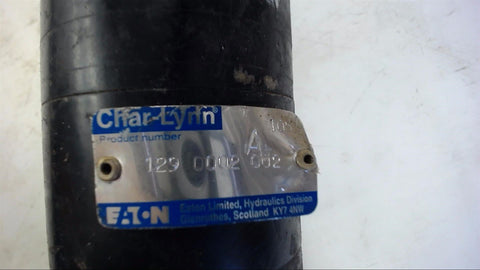 Char-Lynn®
Product number
A
129 0002 002
EATON
Eaton Limited, Hydraulics Division
Glenrothes, Scotland KY7 4NW